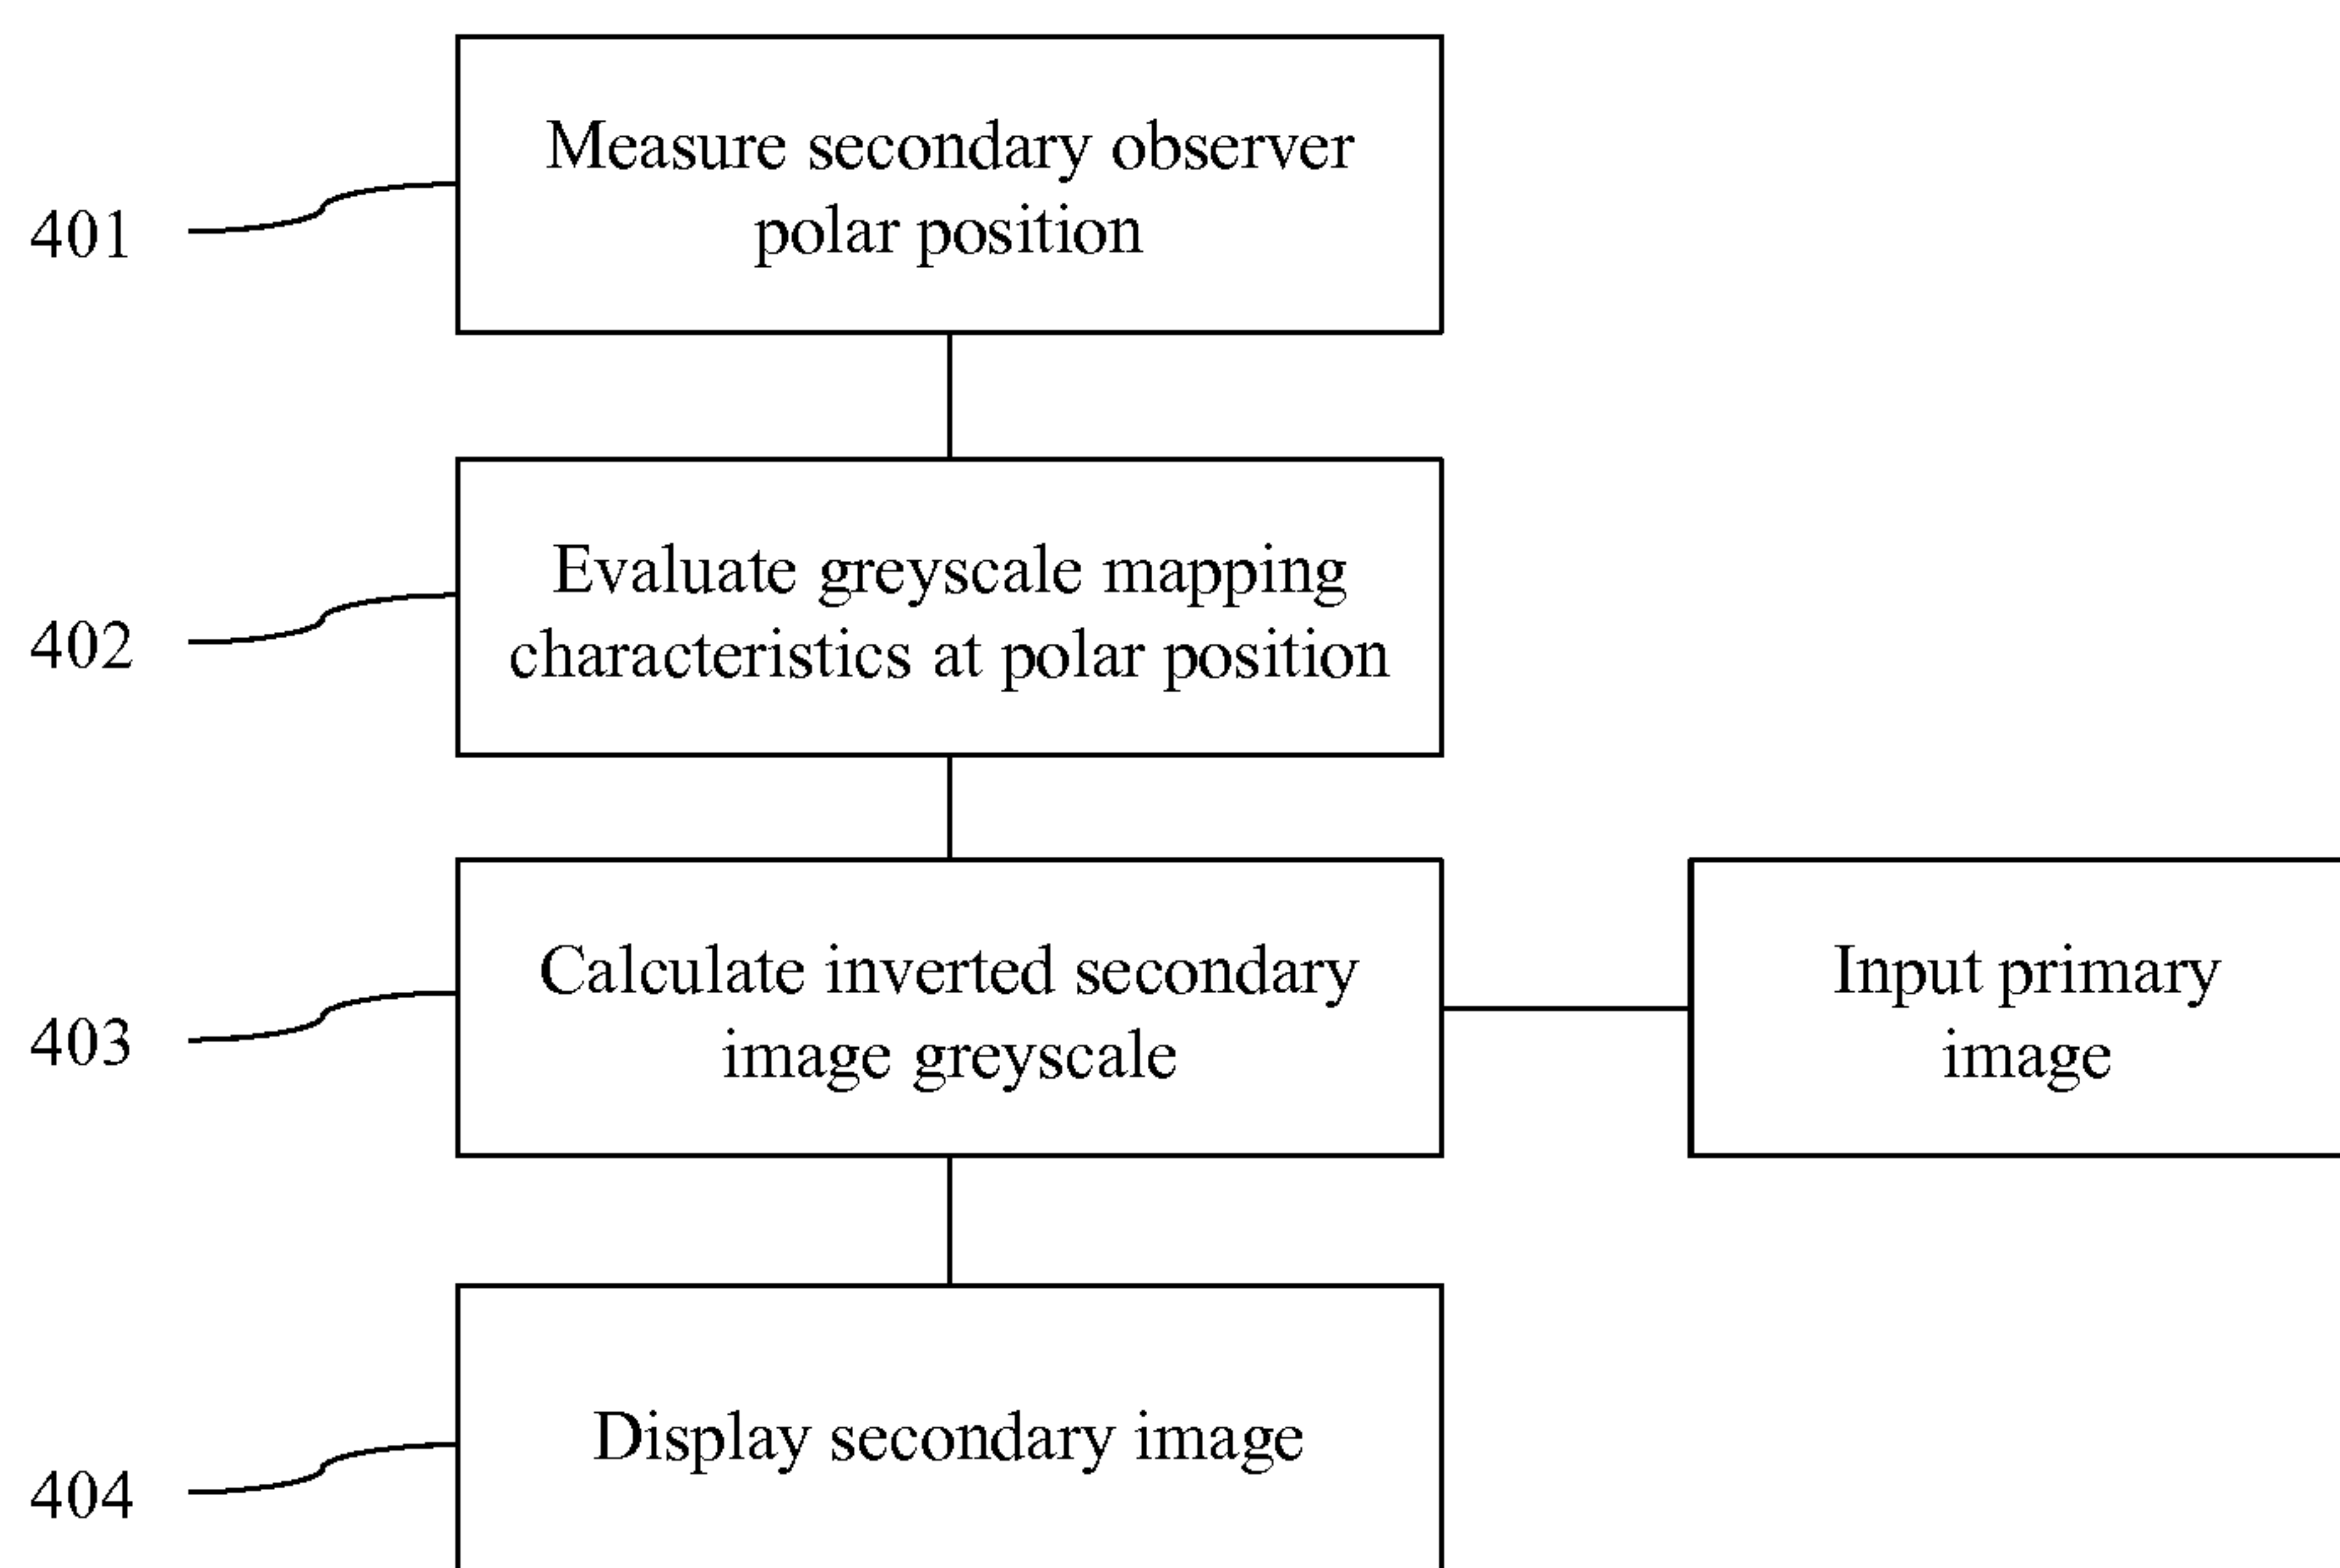 401
Measure secondary observer
polar position
402
Evaluate greyscale mapping
characteristics at polar position
403
Calculate inverted secondary
image greyscale
Input primary
image
404
Display secondary image